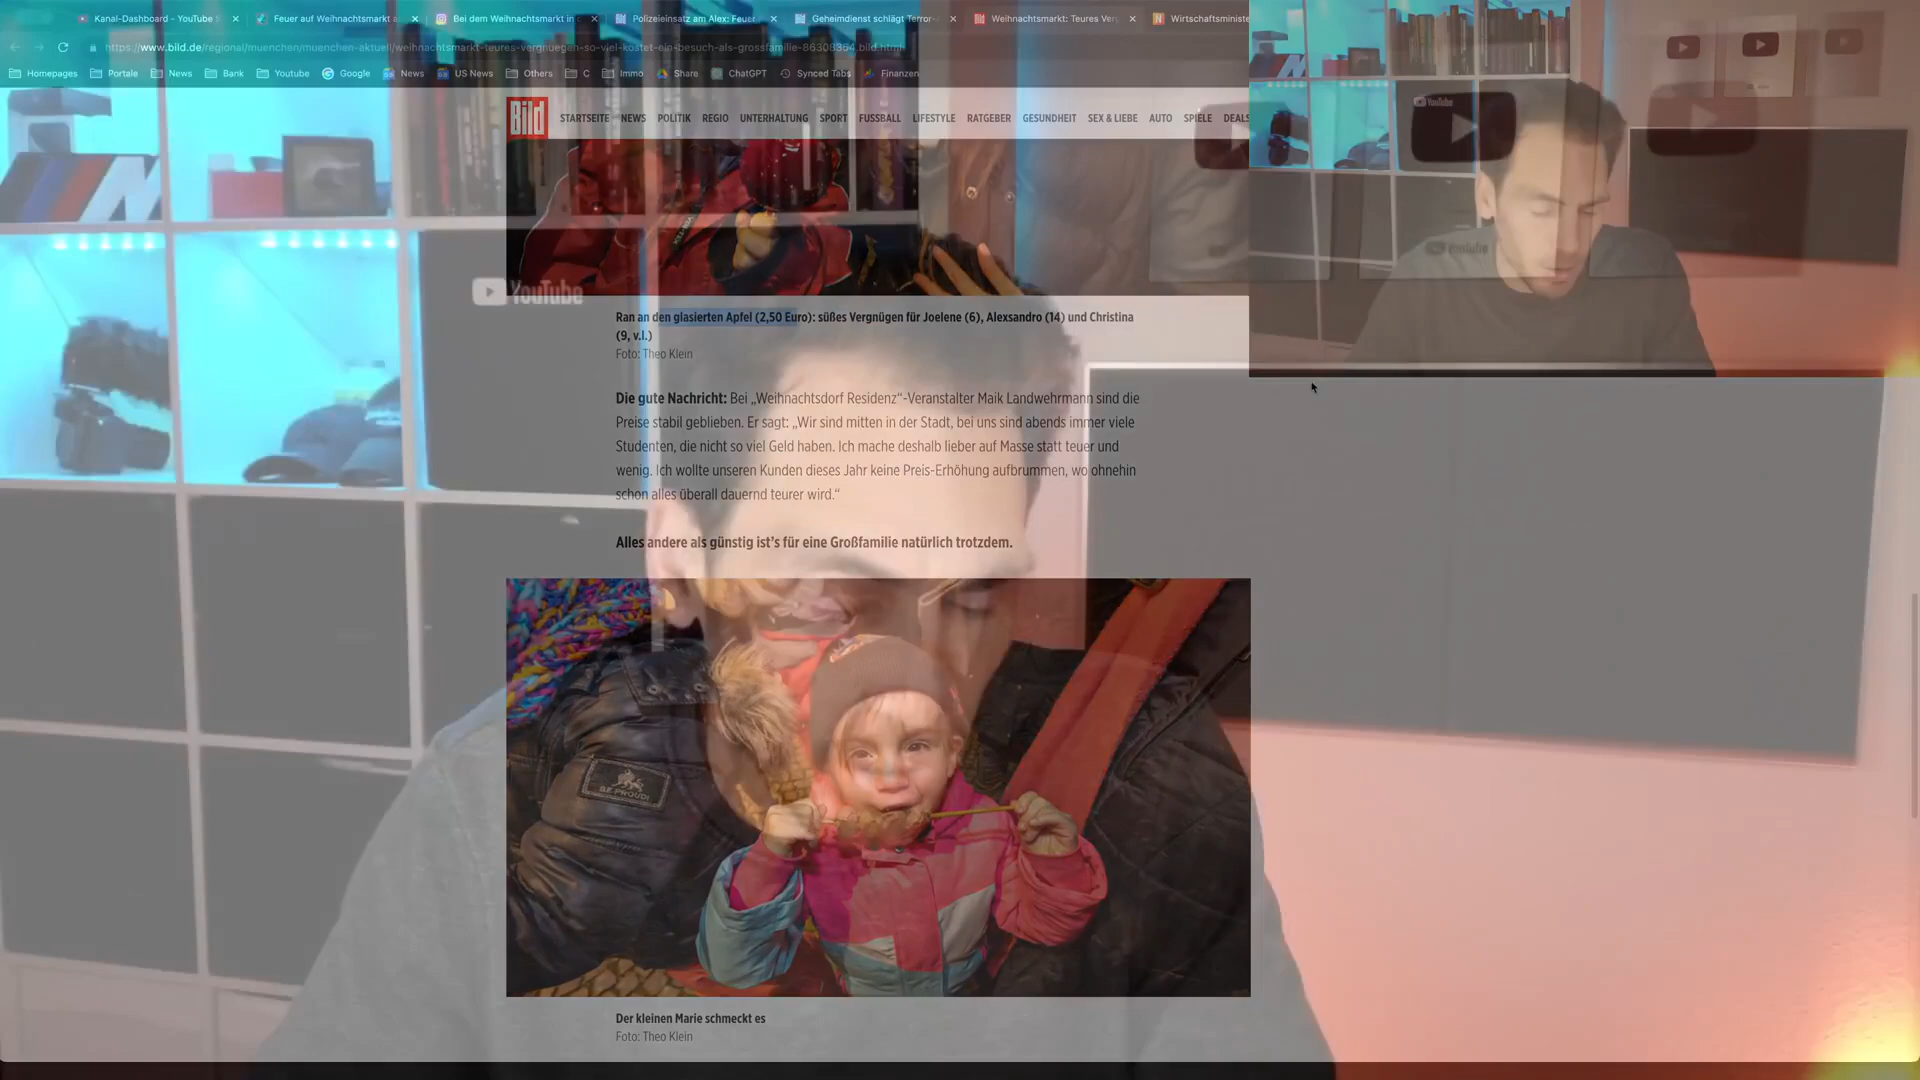 Kanal-Dashboard - YouTube S
Feuer auf Weihnachtsmarkt a
Bei dem Weihnachtsmarkt in
Polizeieinsatz am Alex: Feuer
Geheimdienst schlägt Terror-A
Weihnachtsmarkt: Teures Ver
Wirtschaftsministe
https://www.bild.de/regional/muenchen/muenchen-aktuell/weihnachtsmarkt-teures-vergnuegen-so-viel-kostet-ein-besuch-als-grossfamilie-86308364.bild.html
Homepages
Portale
News
Bank
Youtube
Google
News
US News
Others
C
Immo
Share
ChatGPT
Synced Tabs
Finanzen
Bild
STARTSEITE NEWS POLITIK REGIO UNTERHALTUNG SPORT FUSSBALL LIFESTYLE RATGEBER GESUNDHEIT SEX & LIEBE AUTO SPIELE DEALS
YouTube
YouTube
YouTube
Ran an den glasierten Apfel (2,50 Euro): süßes Vergnügen für Joelene (6), Alexsandro (14) und Christina
(9, v.l.)
Foto: Theo Klein
Die gute Nachricht: Bei „Weihnachtsdorf Residenz“-Veranstalter Maik Landwehrmann sind die
Preise stabil geblieben. Er sagt: „Wir sind mitten in der Stadt, bei uns sind abends immer viele
Studenten, die nicht so viel Geld haben. Ich mache deshalb lieber auf Masse statt teuer und
wenig. Ich wollte unseren Kunden dieses Jahr keine Preis-Erhöhung aufbrummen, wo ohnehin
schon alles überall dauernd teurer wird.“
Alles andere als günstig ist’s für eine Großfamilie natürlich trotzdem.
BE PROUD!
Der kleinen Marie schmeckt es
Foto: Theo Klein